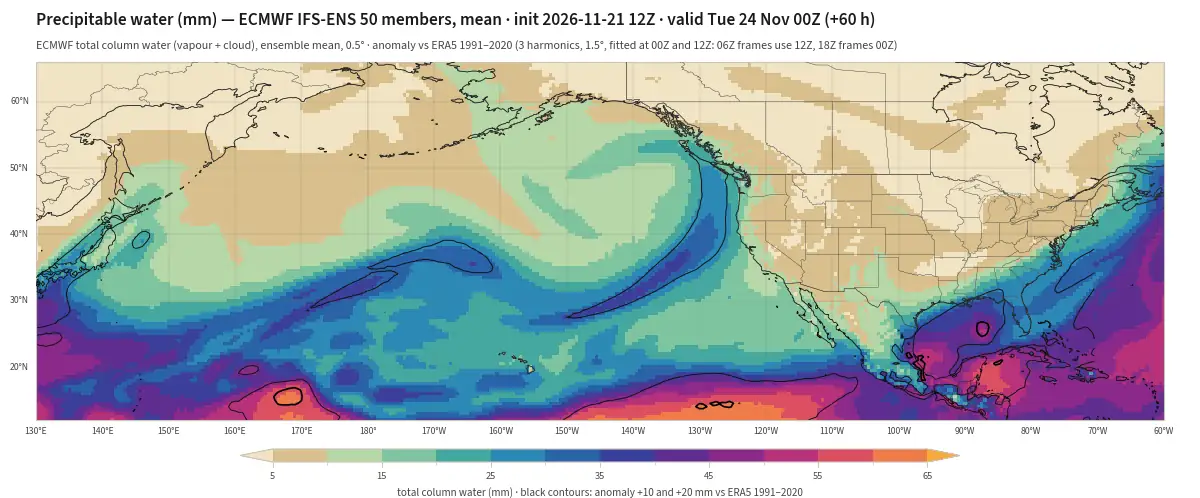 Precipitable water (mm) — ECMWF IFS-ENS 50 members, mean · init 2026-11-21 12Z · valid Tue 24 Nov 00Z (+60 h)
ECMWF total column water (vapour + cloud), ensemble mean, 0.5° · anomaly vs ERA5 1991–2020 (3 harmonics, 1.5°, fitted at 00Z and 12Z: 06Z frames use 12Z, 18Z frames 00Z)
60°N
50°N
40°N
30°N
20°N
130°E 140°E 150°E 160°E 170°E 180° 170°W 160°W 150°W 140°W 130°W 120°W 110°W 100°W 90°W 80°W 70°W 60°W
5 15 25 35 45 55 65
total column water (mm) · black contours: anomaly +10 and +20 mm vs ERA5 1991–2020